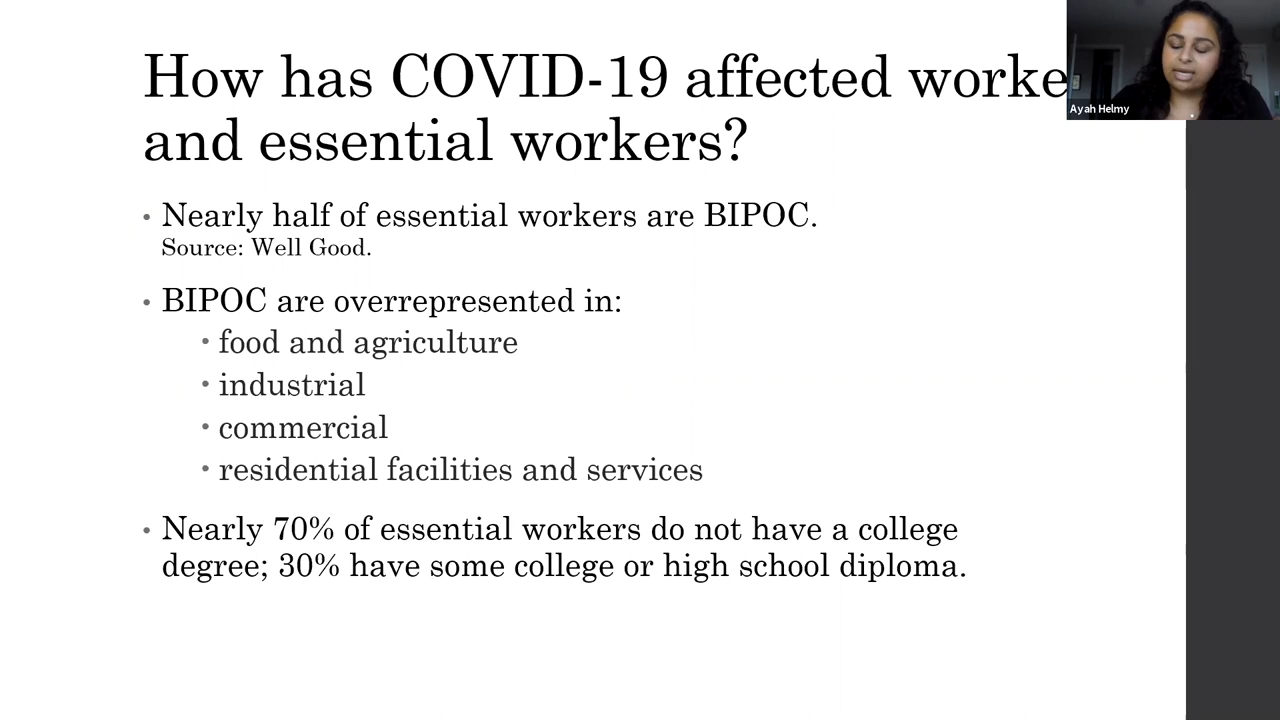 How has COVID-19 affected worke
and essential workers?
Ayah Helmy
• Nearly half of essential workers are BIPOC.
Source: Well Good.
• BIPOC are overrepresented in:
• food and agriculture
• industrial
• commercial
• residential facilities and services
• Nearly 70% of essential workers do not have a college
degree; 30% have some college or high school diploma.